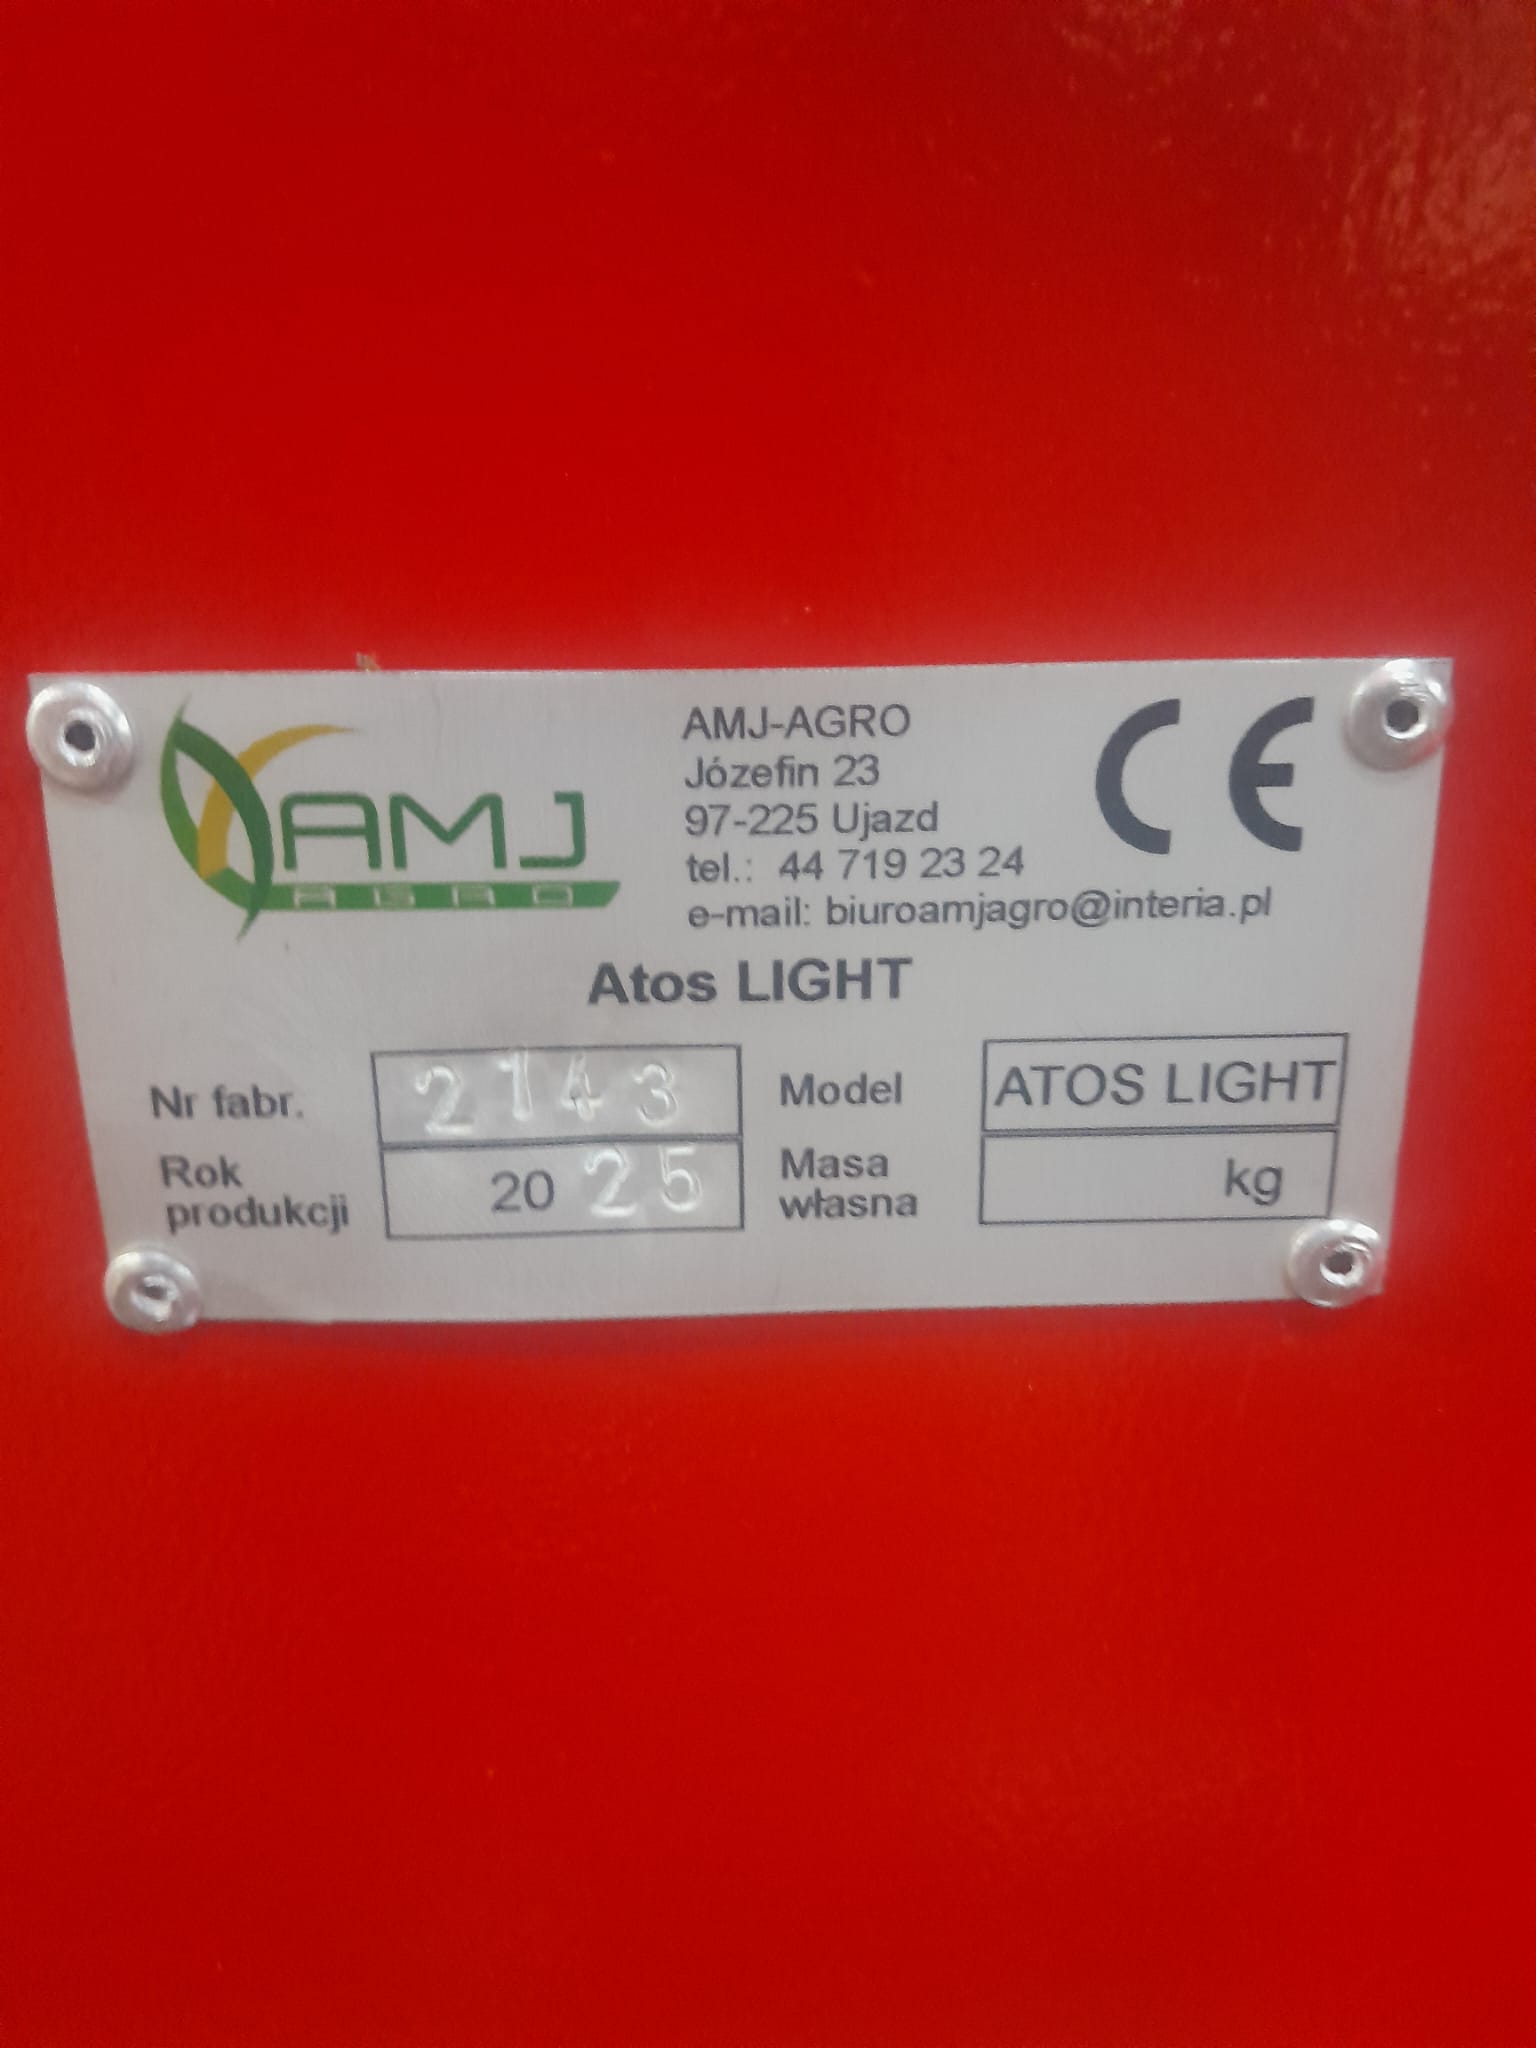 AMJ
AGRO
AMJ-AGRO
Józefin 23
97-225 Ujazd
tel.: 44 719 23 24
e-mail: biuroamjagro@interia.pl
CE
Atos LIGHT
Nr fabr. 2143 Model ATOS LIGHT
Rok produkcji 2025 Masa własna kg